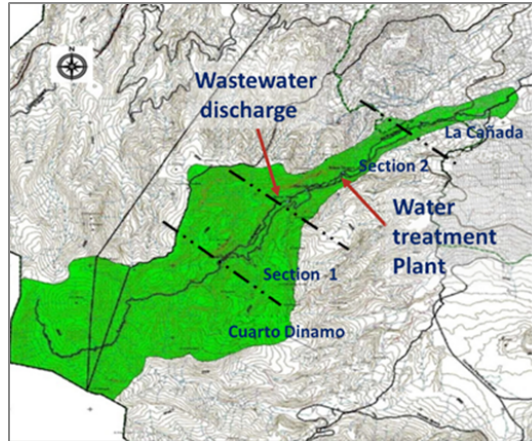 Wastewater
discharge
La Cañada
Section 2
Water
treatment
Plant
Section 1
Cuarto Dinamo